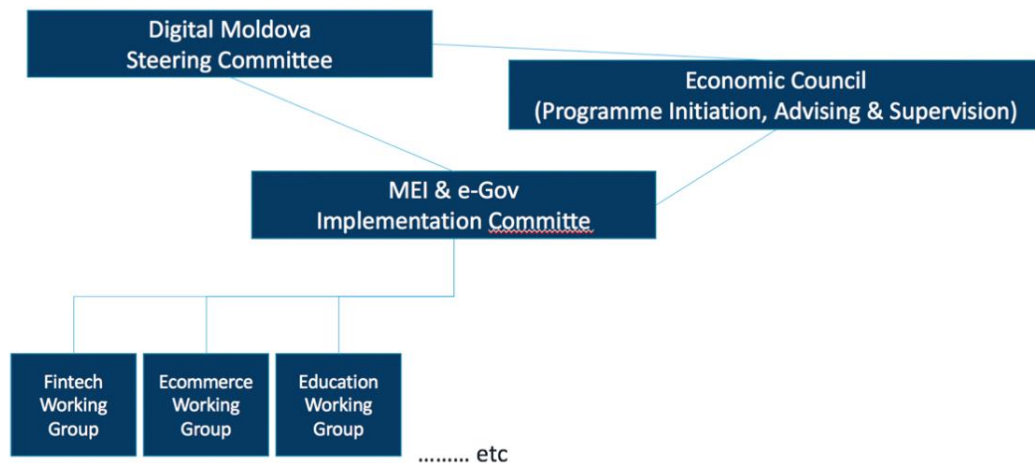 Digital Moldova
Steering Committee
Economic Council
(Programme Initiation, Advising & Supervision)
MEI & e-Gov
Implementation Committe
Fintech
Working
Group
Ecommerce
Working
Group
Education
Working
Group
……… etc